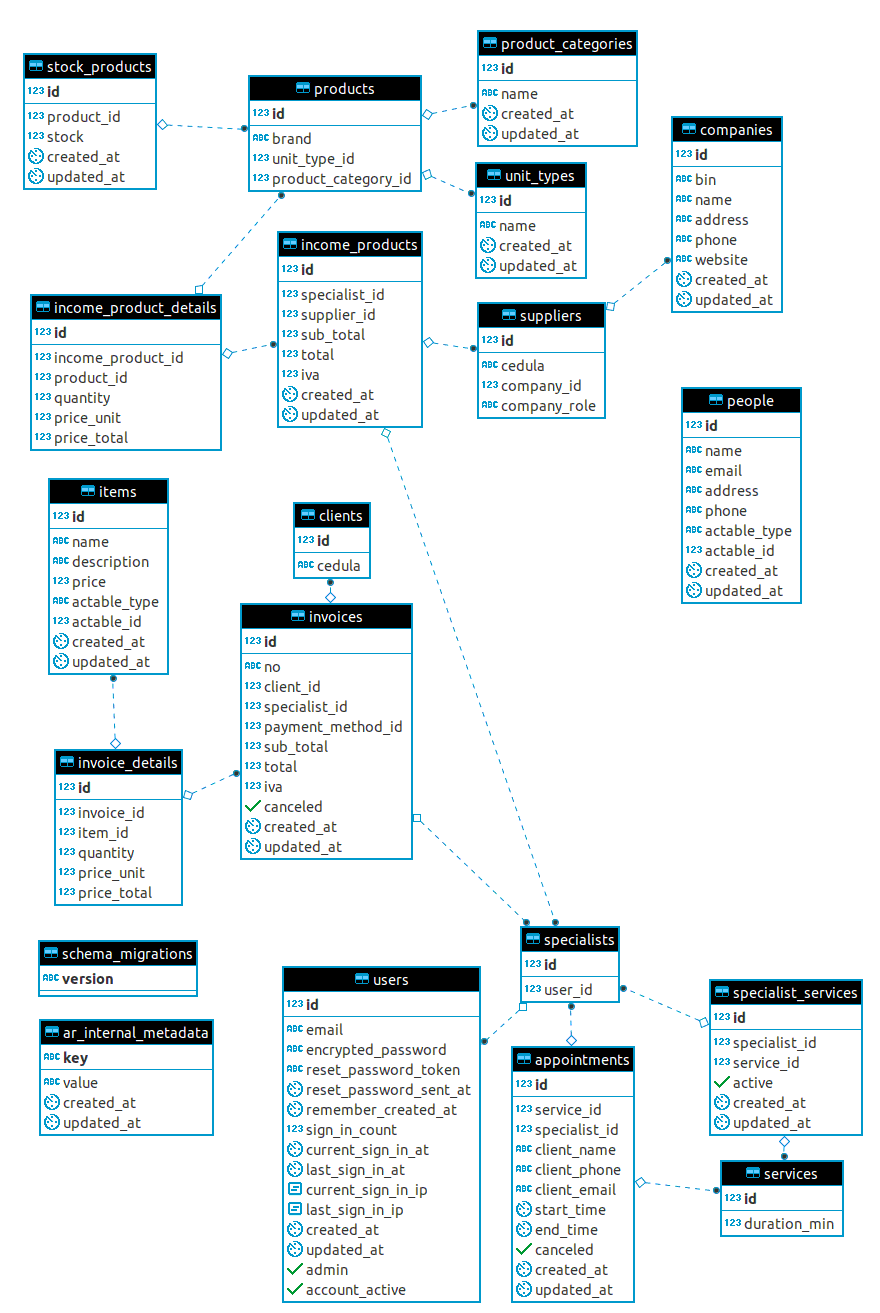 stock_products
123 id
123 product_id
123 stock
created_at
updated_at
products
123 id
ABC brand
123 unit_type_id
123 product_category_id
product_categories
123 id
ABC name
created_at
updated_at
unit_types
123 id
ABC name
created_at
updated_at
companies
123 id
ABC bin
ABC name
ABC address
ABC phone
ABC website
created_at
updated_at
income_products
123 id
123 specialist_id
123 supplier_id
123 sub_total
123 total
123 iva
created_at
updated_at
income_product_details
123 id
123 income_product_id
123 product_id
123 quantity
123 price_unit
123 price_total
suppliers
123 id
ABC cedula
123 company_id
ABC company_role
people
123 id
ABC name
ABC email
ABC address
ABC phone
ABC actable_type
123 actable_id
created_at
updated_at
items
123 id
ABC name
ABC description
123 price
ABC actable_type
123 actable_id
created_at
updated_at
clients
123 id
ABC cedula
invoices
123 id
ABC no
123 client_id
123 specialist_id
123 payment_method_id
123 sub_total
123 total
123 iva
canceled
created_at
updated_at
invoice_details
123 id
123 invoice_id
123 item_id
123 quantity
123 price_unit
123 price_total
schema_migrations
ABC version
ar_internal_metadata
ABC key
ABC value
created_at
updated_at
users
123 id
ABC email
ABC encrypted_password
ABC reset_password_token
reset_password_sent_at
remember_created_at
123 sign_in_count
current_sign_in_at
last_sign_in_at
current_sign_in_ip
last_sign_in_ip
created_at
updated_at
admin
account_active
specialists
123 id
123 user_id
appointments
123 id
123 service_id
123 specialist_id
ABC client_name
ABC client_phone
ABC client_email
start_time
end_time
canceled
created_at
updated_at
specialist_services
123 id
123 specialist_id
123 service_id
active
created_at
updated_at
services
123 id
123 duration_min